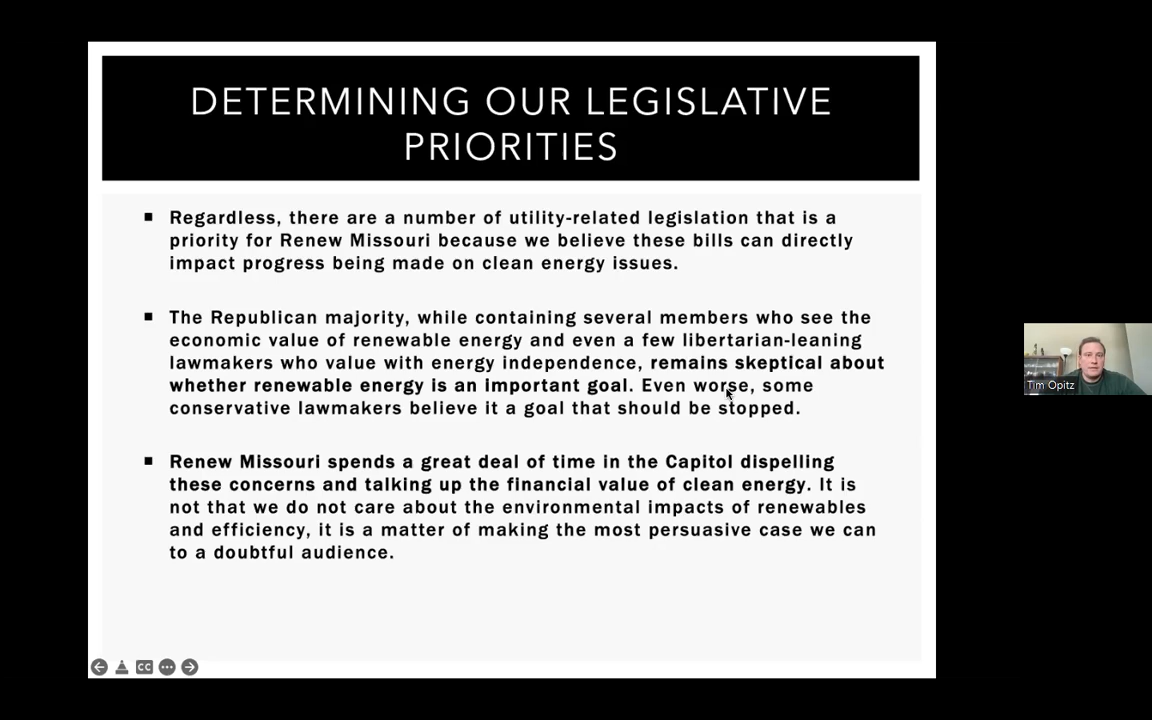 DETERMINING OUR LEGISLATIVE
PRIORITIES
Regardless, there are a number of utility-related legislation that is a
priority for Renew Missouri because we believe these bills can directly
impact progress being made on clean energy issues.
The Republican majority, while containing several members who see the
economic value of renewable energy and even a few libertarian-leaning
lawmakers who value with energy independence, remains skeptical about
whether renewable energy is an important goal. Even worse, some
conservative lawmakers believe it a goal that should be stopped.
Renew Missouri spends a great deal of time in the Capitol dispelling
these concerns and talking up the financial value of clean energy. It is
not that we do not care about the environmental impacts of renewables
and efficiency, it is a matter of making the most persuasive case we can
to a doubtful audience.
CC
Tim Opitz